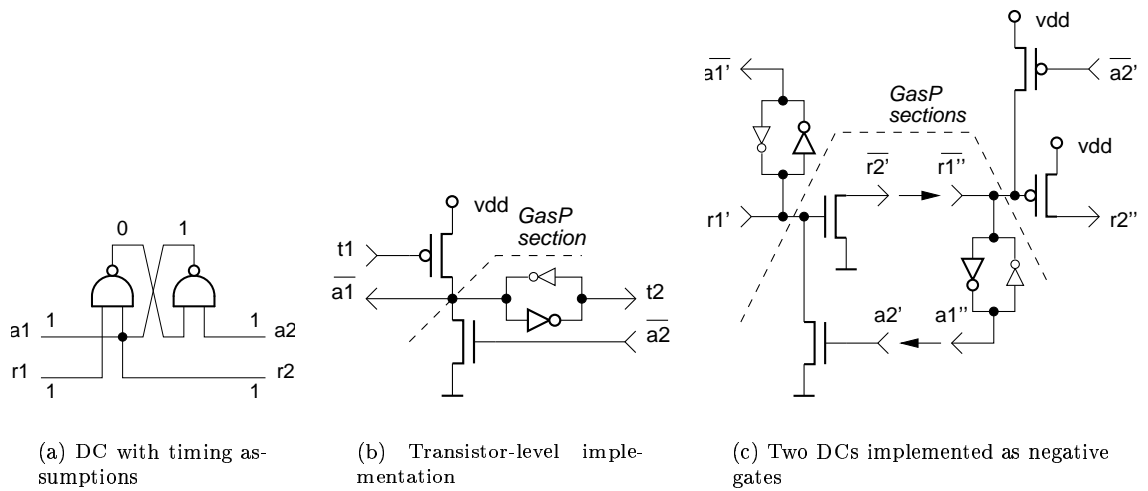 0 1
a1 1 1 a2
r1 1 1 r2
(a) DC with timing as-
sumptions
vdd
GasP
section
t1
a1
t2
a2
(b) Transistor-level imple-
mentation
vdd
a1'
a2'
GasP
sections
vdd
r2'
r1''
r1'
r2''
a2'
a1''
(c) Two DCs implemented as negative
gates